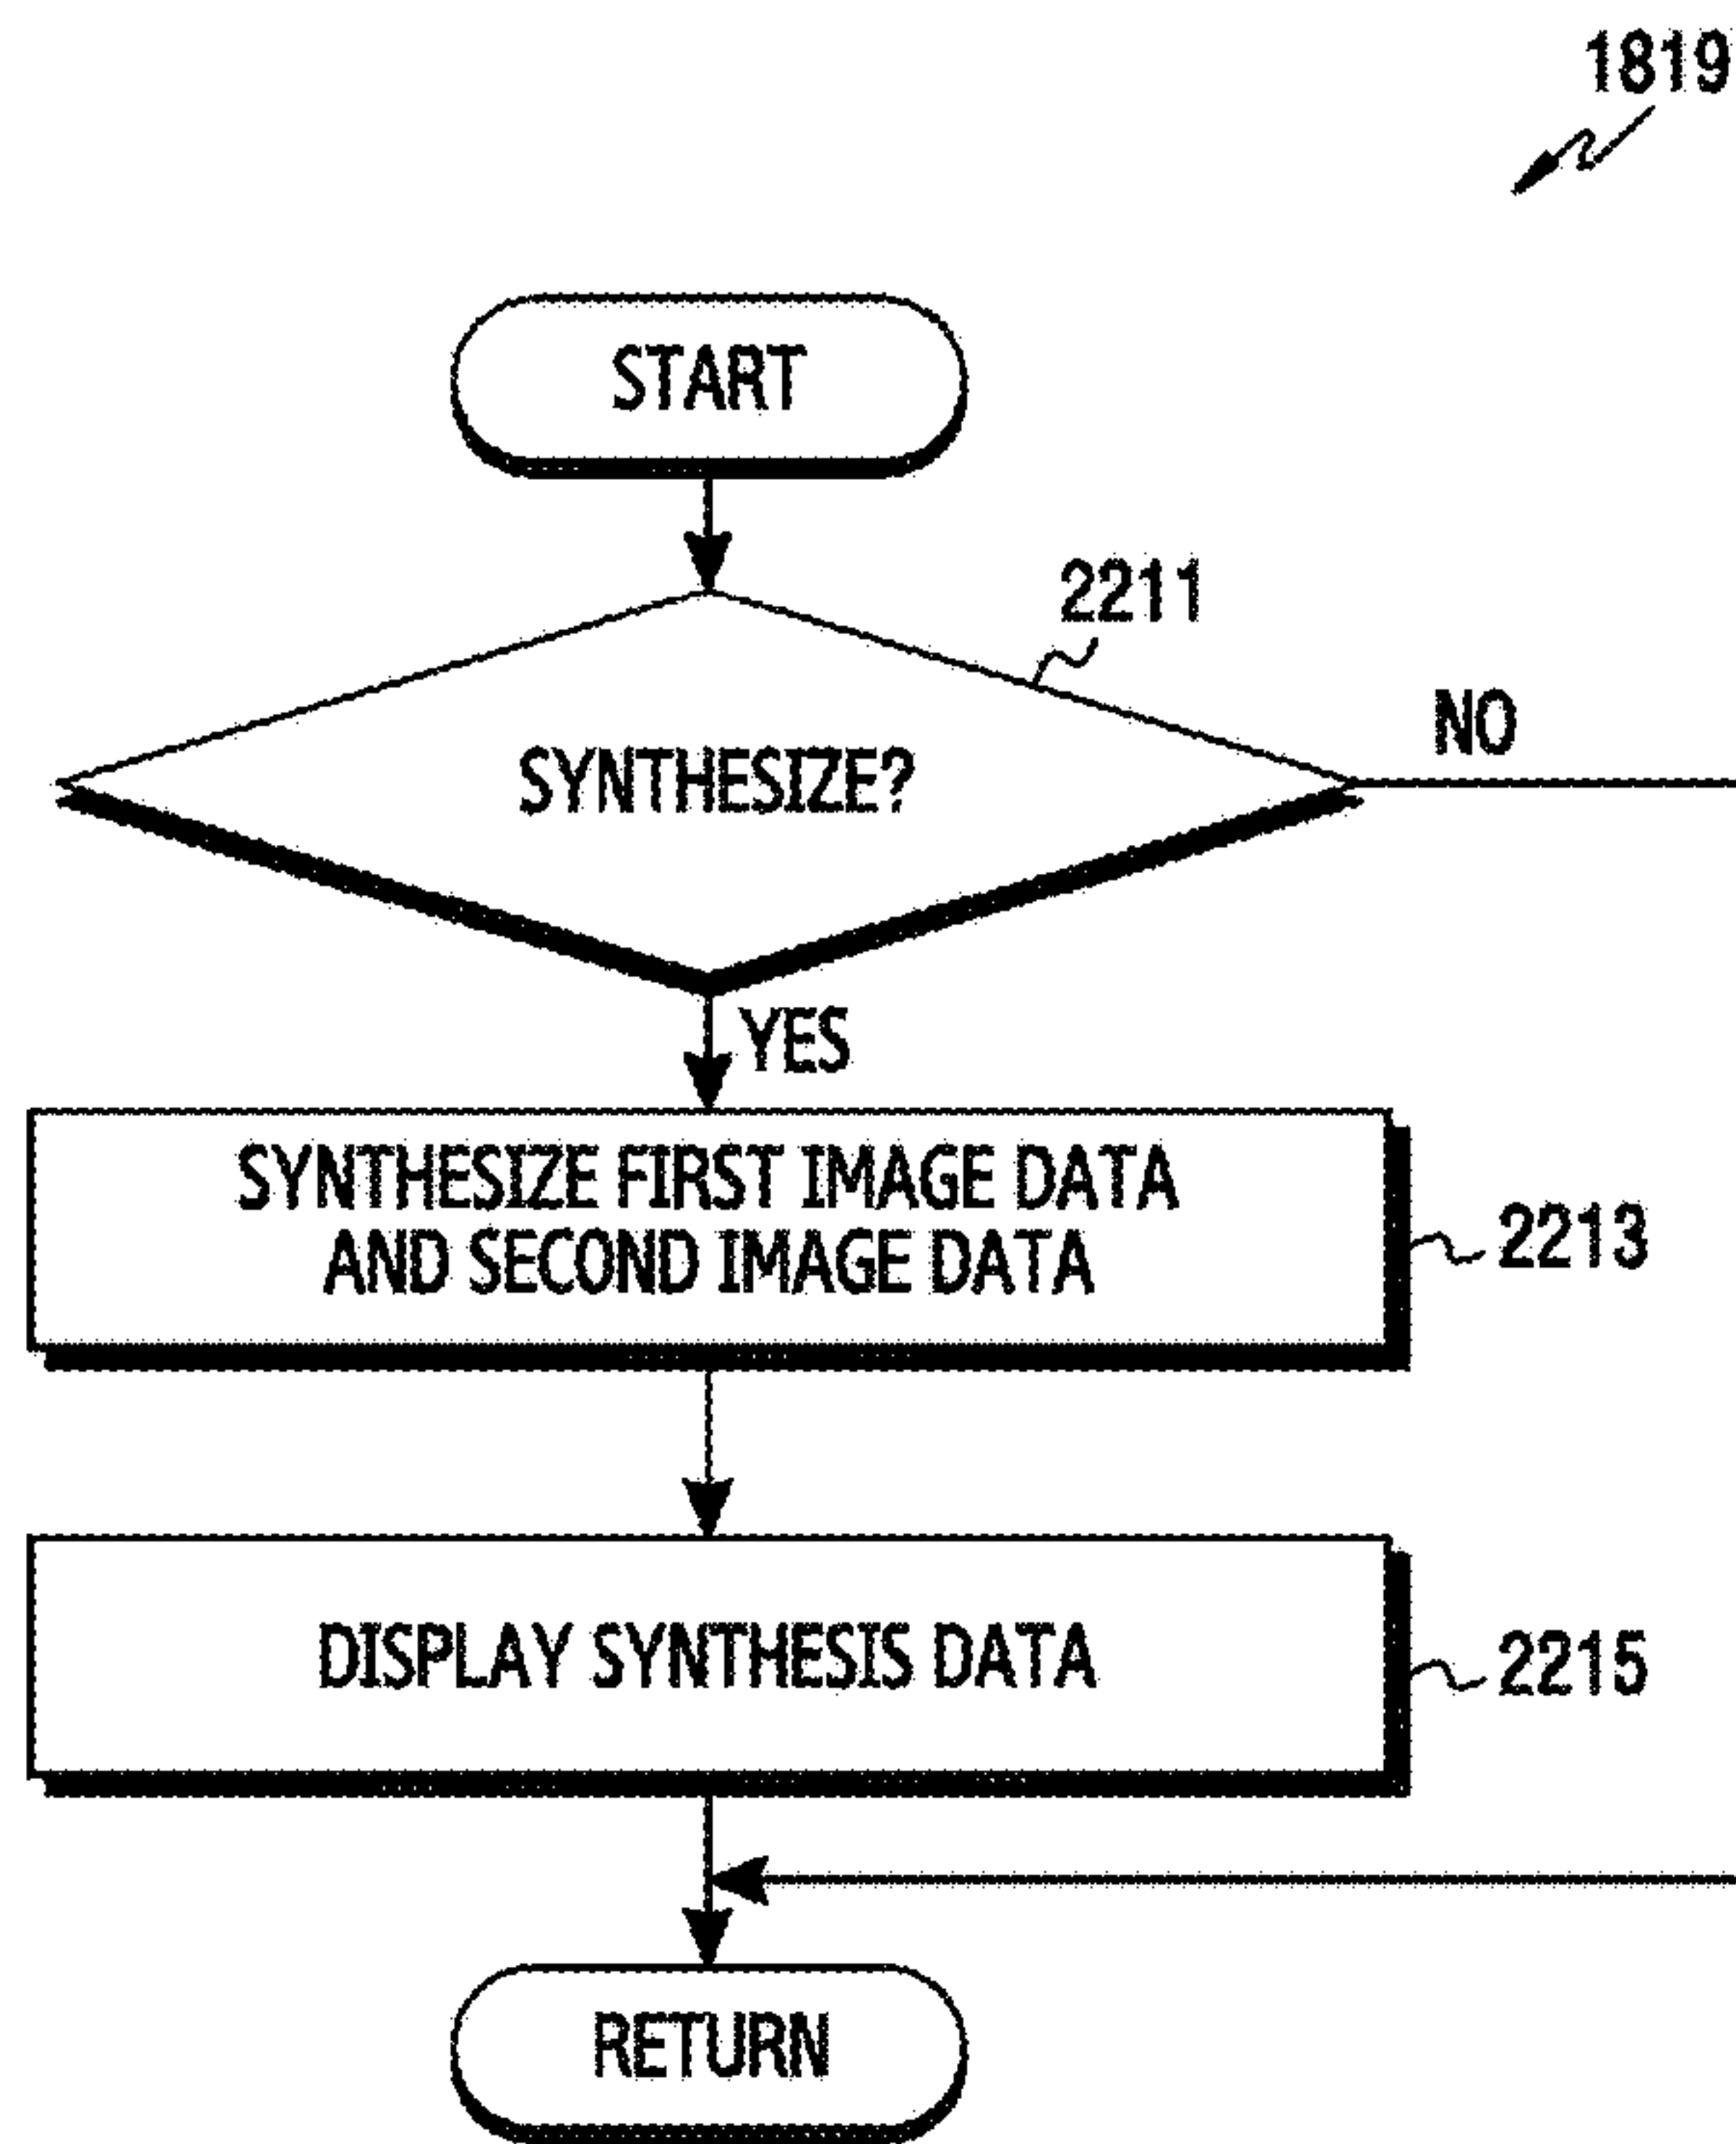 1819
START
2211
SYNTHESIZE?
NO
YES
SYNTHESIZE FIRST IMAGE DATA
AND SECOND IMAGE DATA
2213
DISPLAY SYNTHESIS DATA
2215
RETURN